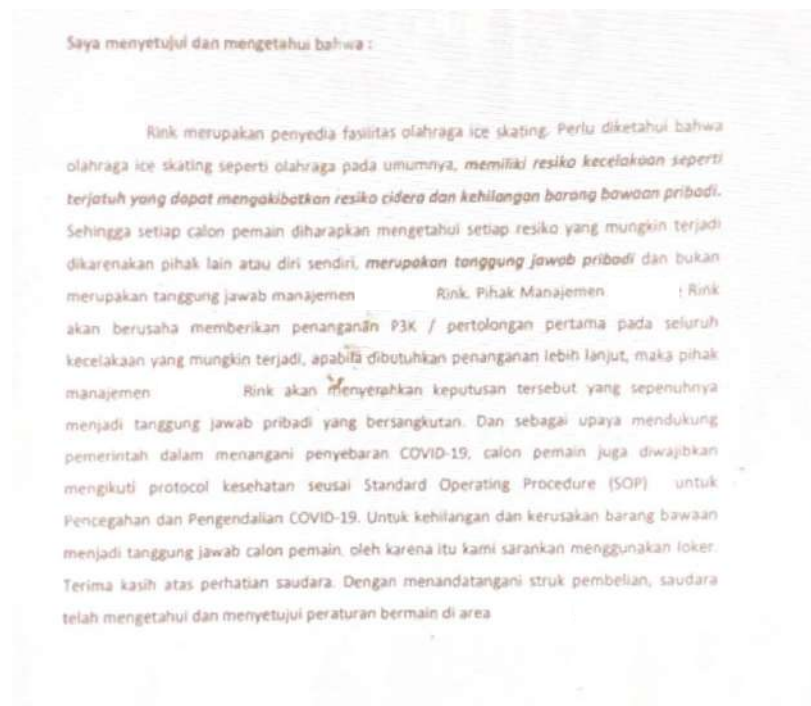 Saya menyetujui dan mengetahui bahwa :
Rink merupakan penyedia fasilitas olahraga ice skating. Perlu diketahui bahwa
olahraga ice skating seperti olahraga pada umumnya, memiliki resiko kecelakaan seperti
terjatuh yang dapat mengakibatkan resiko cidera dan kehilangan barang bawaan pribadi.
Sehingga setiap calon pemain diharapkan mengetahui setiap resiko yang mungkin terjadi
dikarenakan pihak lain atau diri sendiri, merupakan tanggung jawab pribadi dan bukan
merupakan tanggung jawab manajemen Rink. Pihak Manajemen Rink
akan berusaha memberikan penanganan P3K / pertolongan pertama pada seluruh
kecelakaan yang mungkin terjadi, apabila dibutuhkan penanganan lebih lanjut, maka pihak
manajemen Rink akan menyerahkan keputusan tersebut yang sepenuhnya
menjadi tanggung jawab pribadi yang bersangkutan. Dan sebagai upaya mendukung
pemerintah dalam menangani penyebaran COVID-19, calon pemain juga diwajibkan
mengikuti protocol kesehatan seusai Standard Operating Procedure (SOP) untuk
Pencegahan dan Pengendalian COVID-19. Untuk kehilangan dan kerusakan barang bawaan
menjadi tanggung jawab calon pemain, oleh karena itu kami sarankan menggunakan loker.
Terima kasih atas perhatian saudara. Dengan menandatangani struk pembelian, saudara
telah mengetahui dan menyetujui peraturan bermain di area